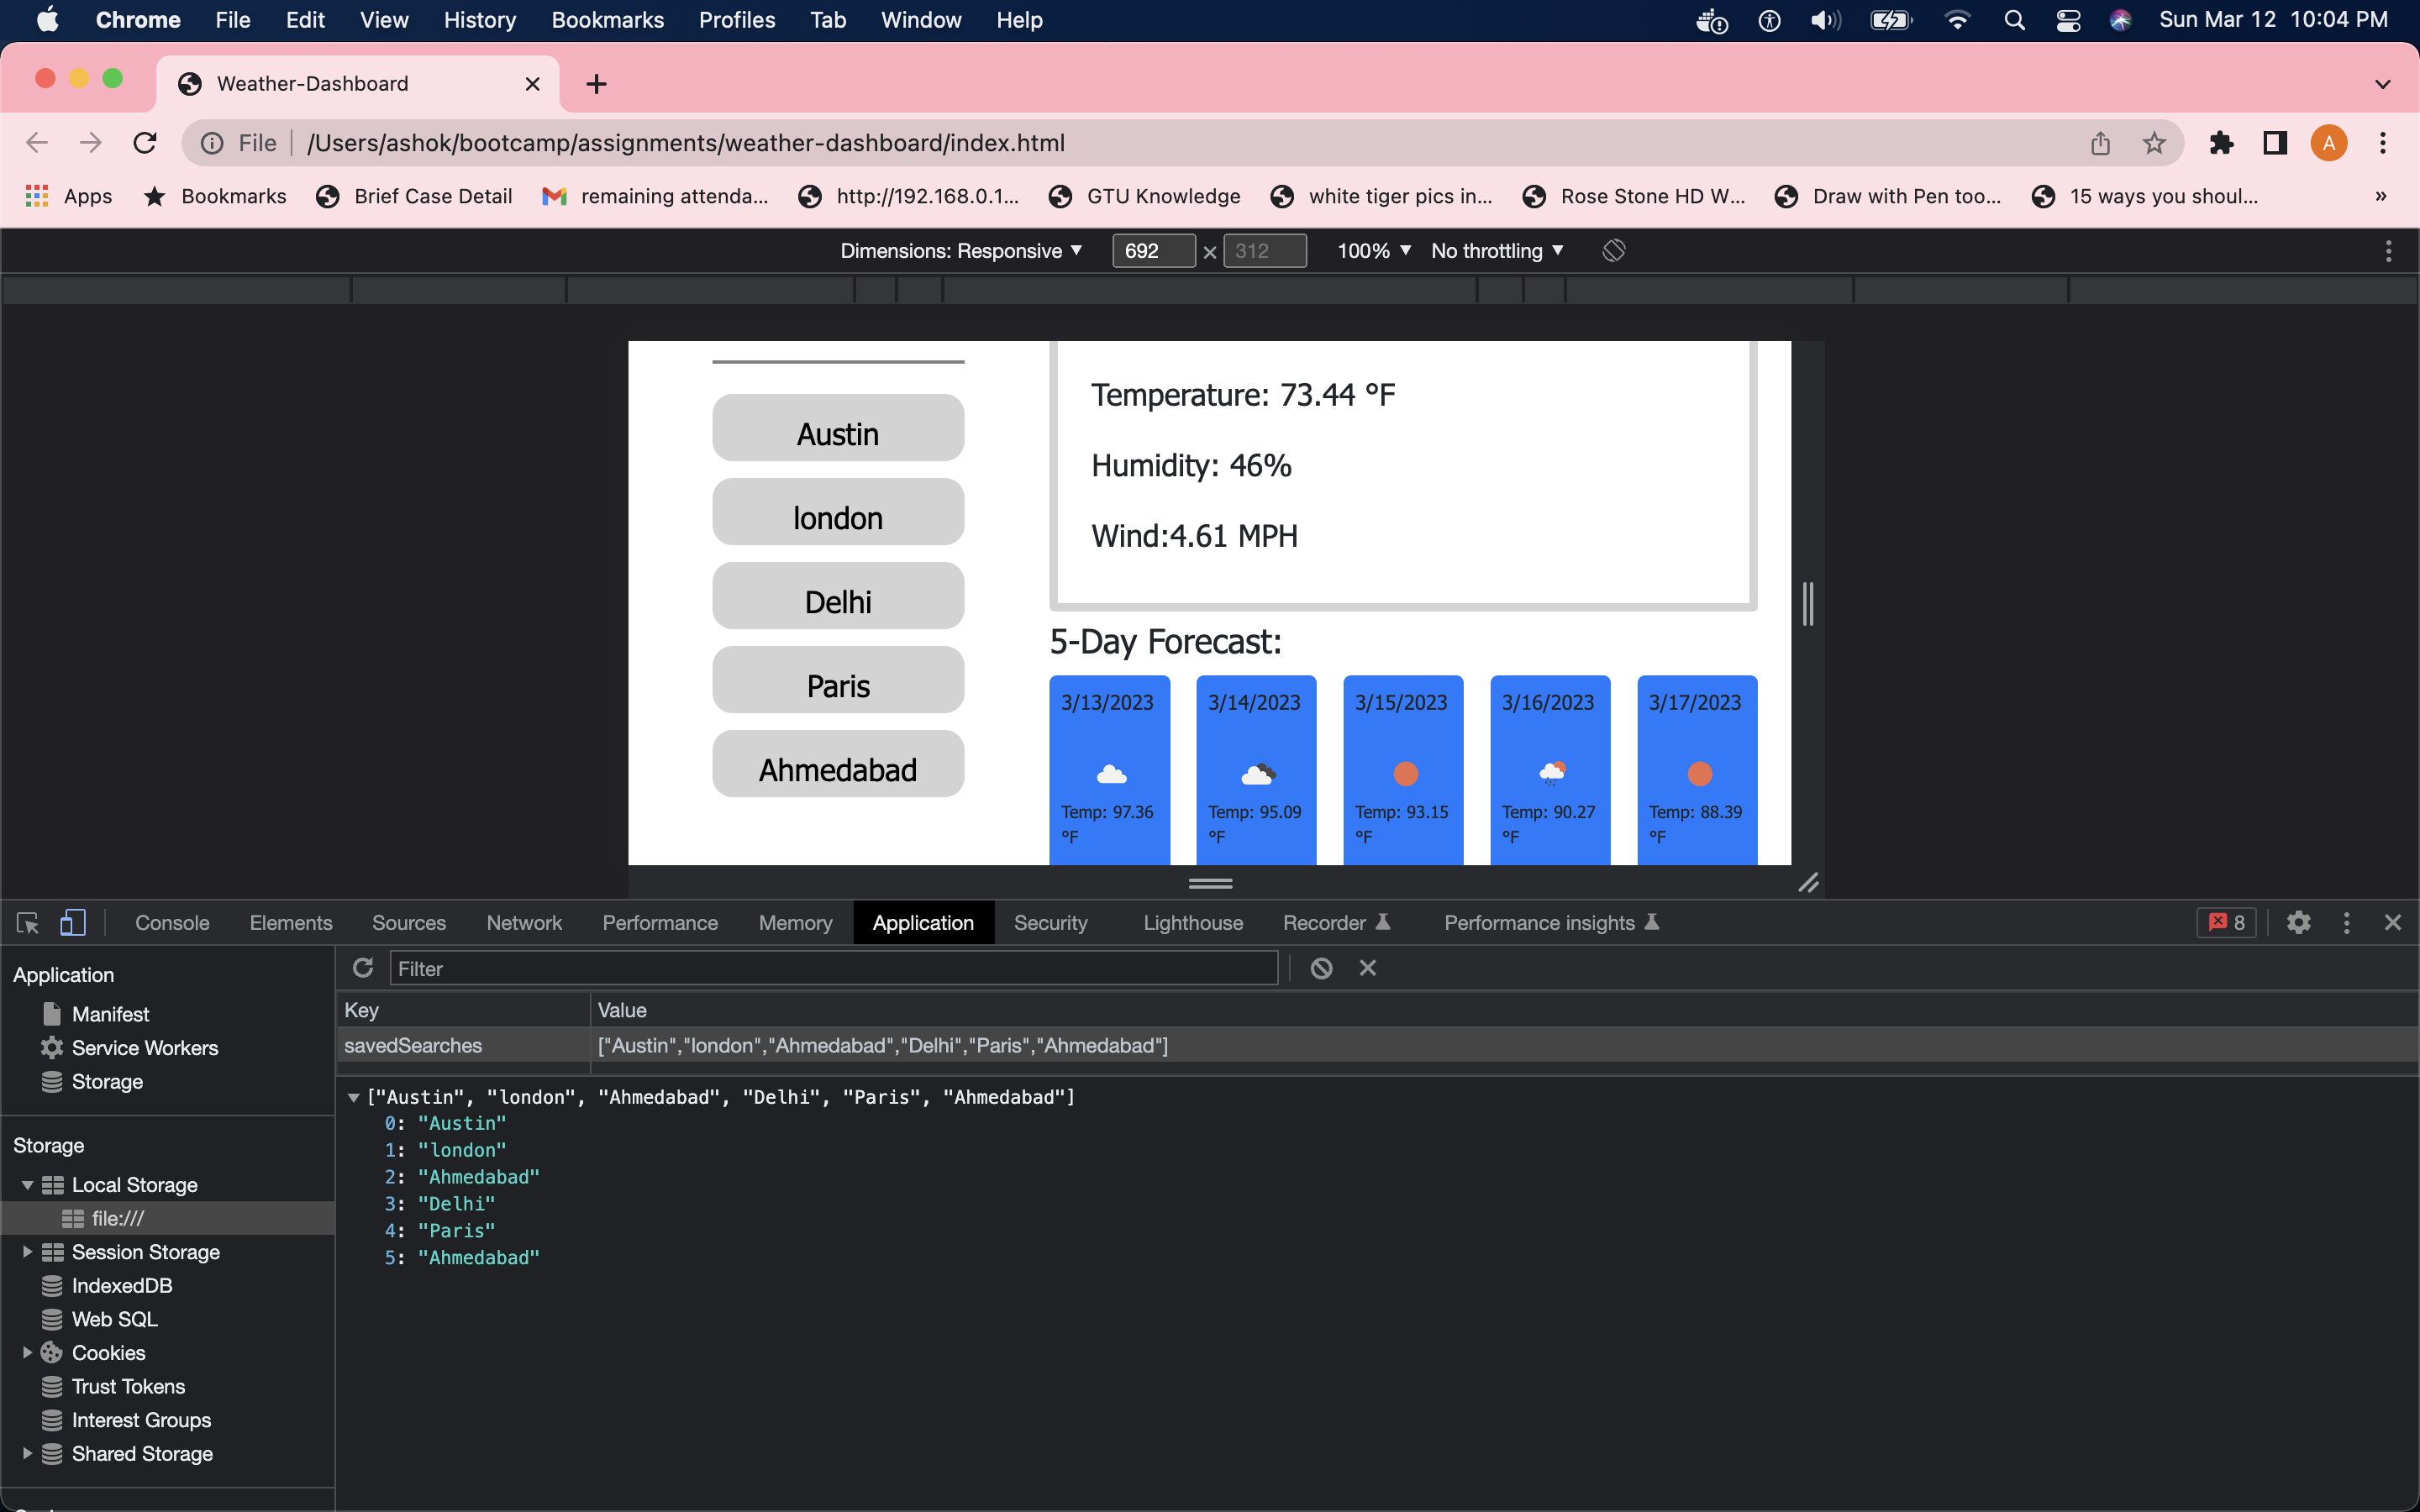 Chrome File Edit View History Bookmarks Profiles Tab Window Help Sun Mar 12 10:04 PM
Weather-Dashboard
File /Users/ashok/bootcamp/assignments/weather-dashboard/index.html A
Apps Bookmarks Brief Case Detail remaining attenda... http://192.168.0.1... GTU Knowledge white tiger pics in... Rose Stone HD W... Draw with Pen too... 15 ways you shoul... »
Dimensions: Responsive 692 × 312 100% No throttling
Temperature: 73.44 °F
Humidity: 46%
Wind:4.61 MPH
Austin
london
Delhi
Paris
Ahmedabad
5-Day Forecast:
3/13/2023 3/14/2023 3/15/2023 3/16/2023 3/17/2023
Temp: 97.36 Temp: 95.09 Temp: 93.15 Temp: 90.27 Temp: 88.39
°F °F °F °F °F
Console Elements Sources Network Performance Memory Application Security Lighthouse Recorder Performance insights 8
Application
Manifest
Service Workers
Storage
Storage
Local Storage
file:///
Session Storage
IndexedDB
Web SQL
Cookies
Trust Tokens
Interest Groups
Shared Storage
Filter
Key Value
savedSearches ["Austin","london","Ahmedabad","Delhi","Paris","Ahmedabad"]
["Austin", "london", "Ahmedabad", "Delhi", "Paris", "Ahmedabad"]
0: "Austin"
1: "london"
2: "Ahmedabad"
3: "Delhi"
4: "Paris"
5: "Ahmedabad"